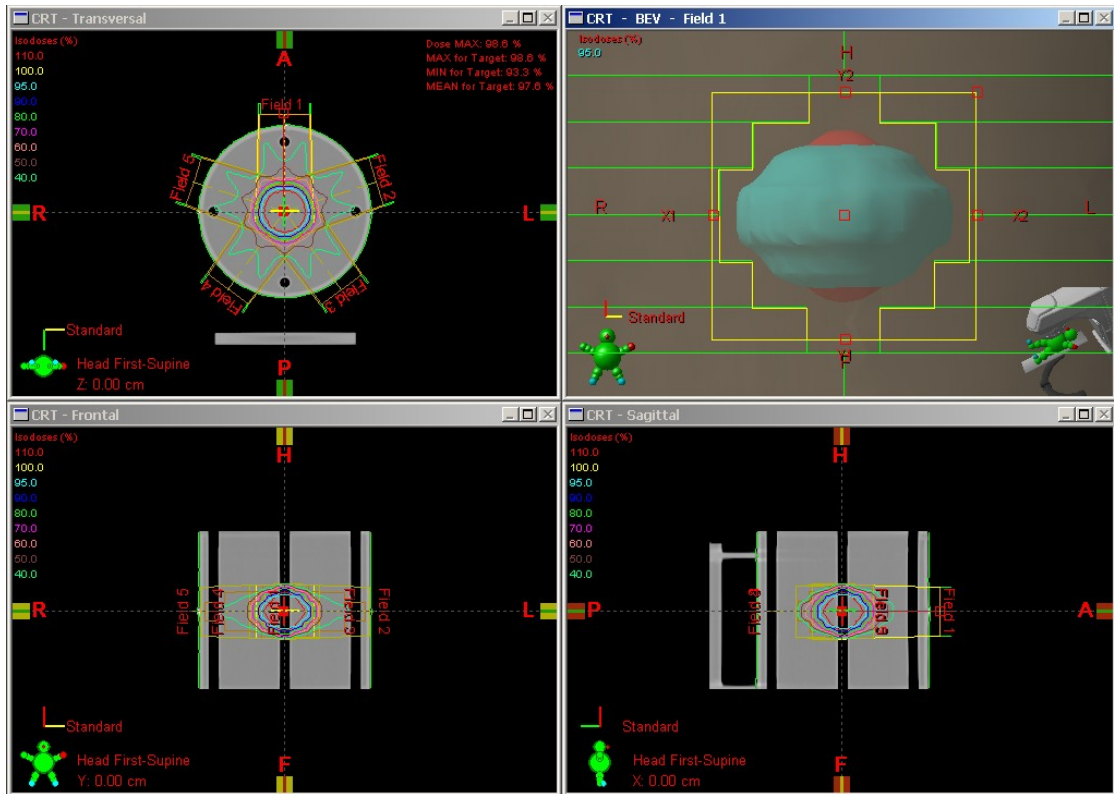 CRT - Transversal
Isodoses (%)
110.0
100.0
95.0
90.0
80.0
70.0
60.0
50.0
40.0
A
Dose MAX: 98.6 %
MAX for Target: 98.6 %
MIN for Target: 93.3 %
MEAN for Target: 97.6 %
Field 1
Field 5
Field 2
R
L
Field 4
Field 3
Standard
Head First-Supine
Z: 0.00 cm
P
CRT - BEV - Field 1
Isodoses (%)
95.0
H
Y2
R
L
X1
X2
Standard
Y1
F
CRT - Frontal
Isodoses (%)
110.0
100.0
95.0
90.0
80.0
70.0
60.0
50.0
40.0
H
R
Field 5
Field 3
Field 2
L
Standard
Head First-Supine
Y: 0.00 cm
F
CRT - Sagittal
Isodoses (%)
110.0
100.0
95.0
90.0
80.0
70.0
60.0
50.0
40.0
H
P
Field 1
A
Standard
Head First-Supine
X: 0.00 cm
F